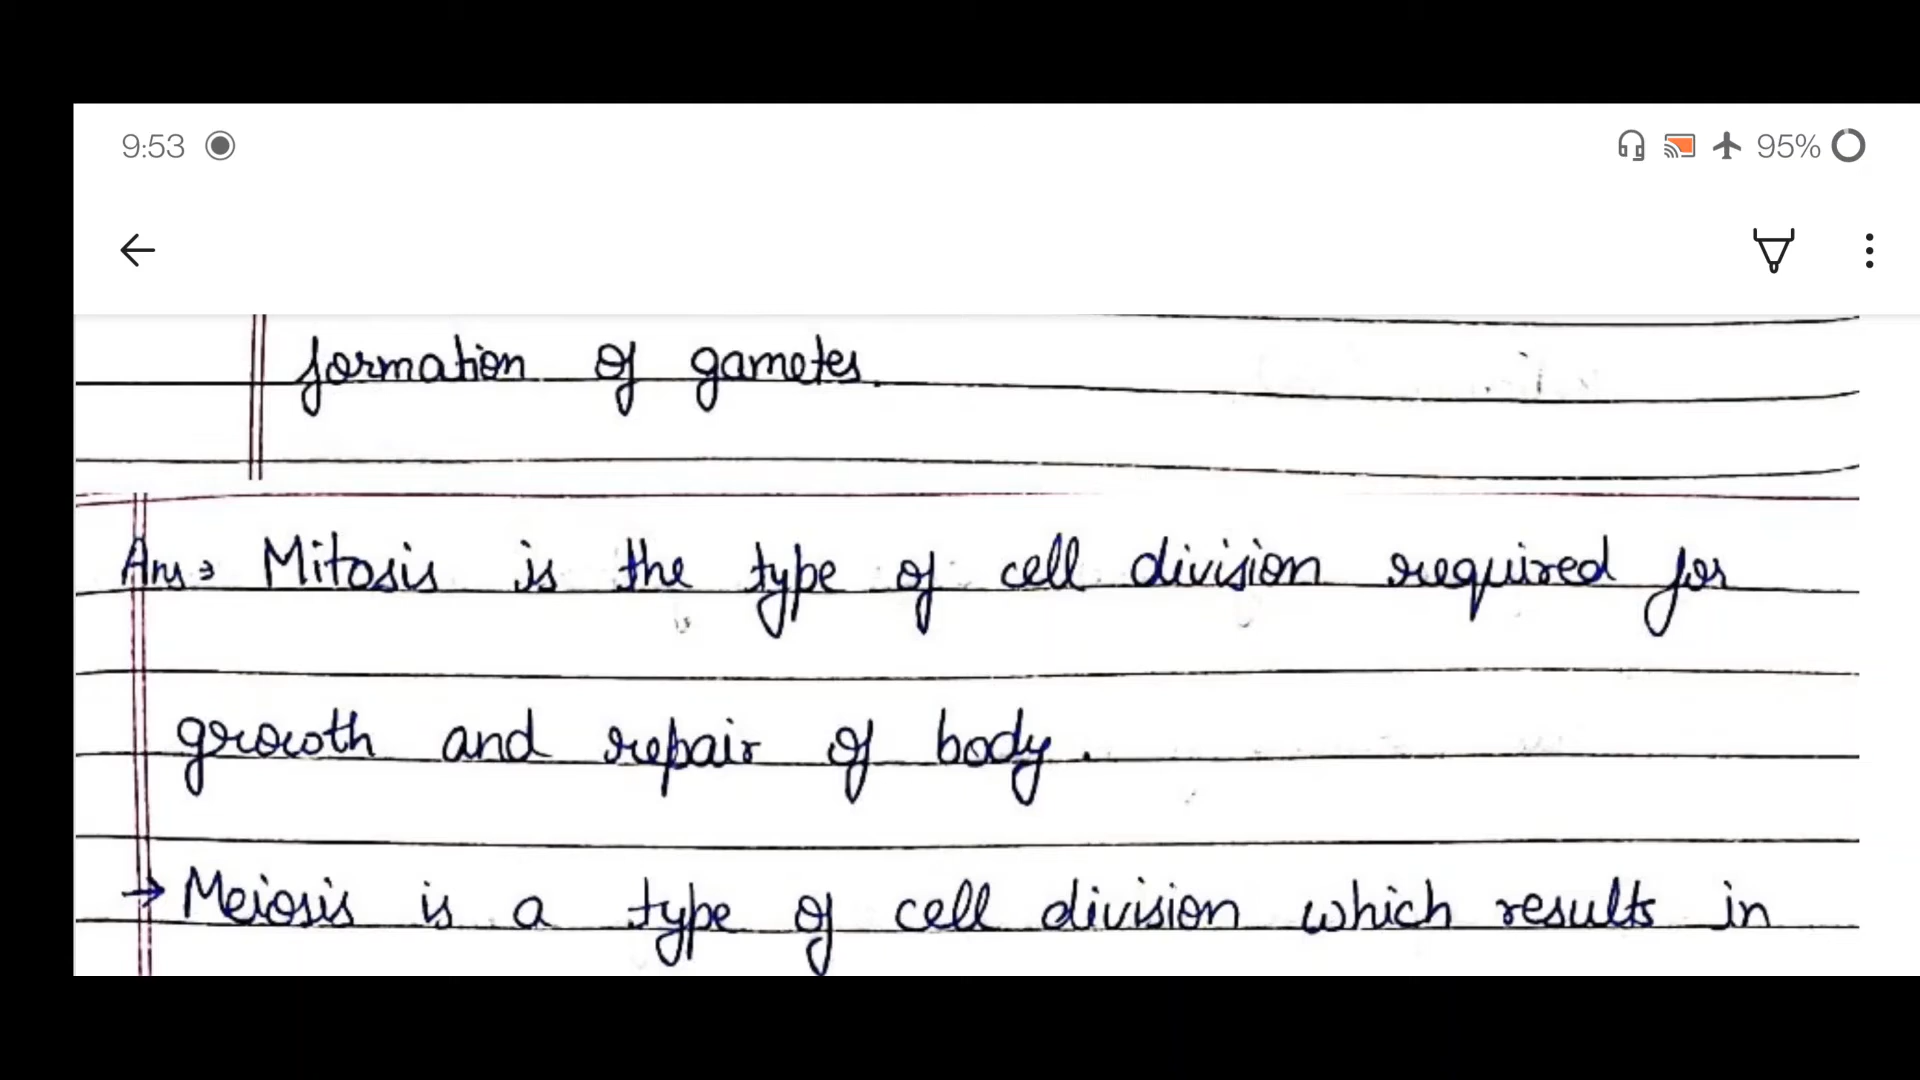 9:53 95%
formation of gametes.
Ans → Mitosis is the type of cell division required for
growth and repair of body.
→ Meiosis is a type of cell division which results in